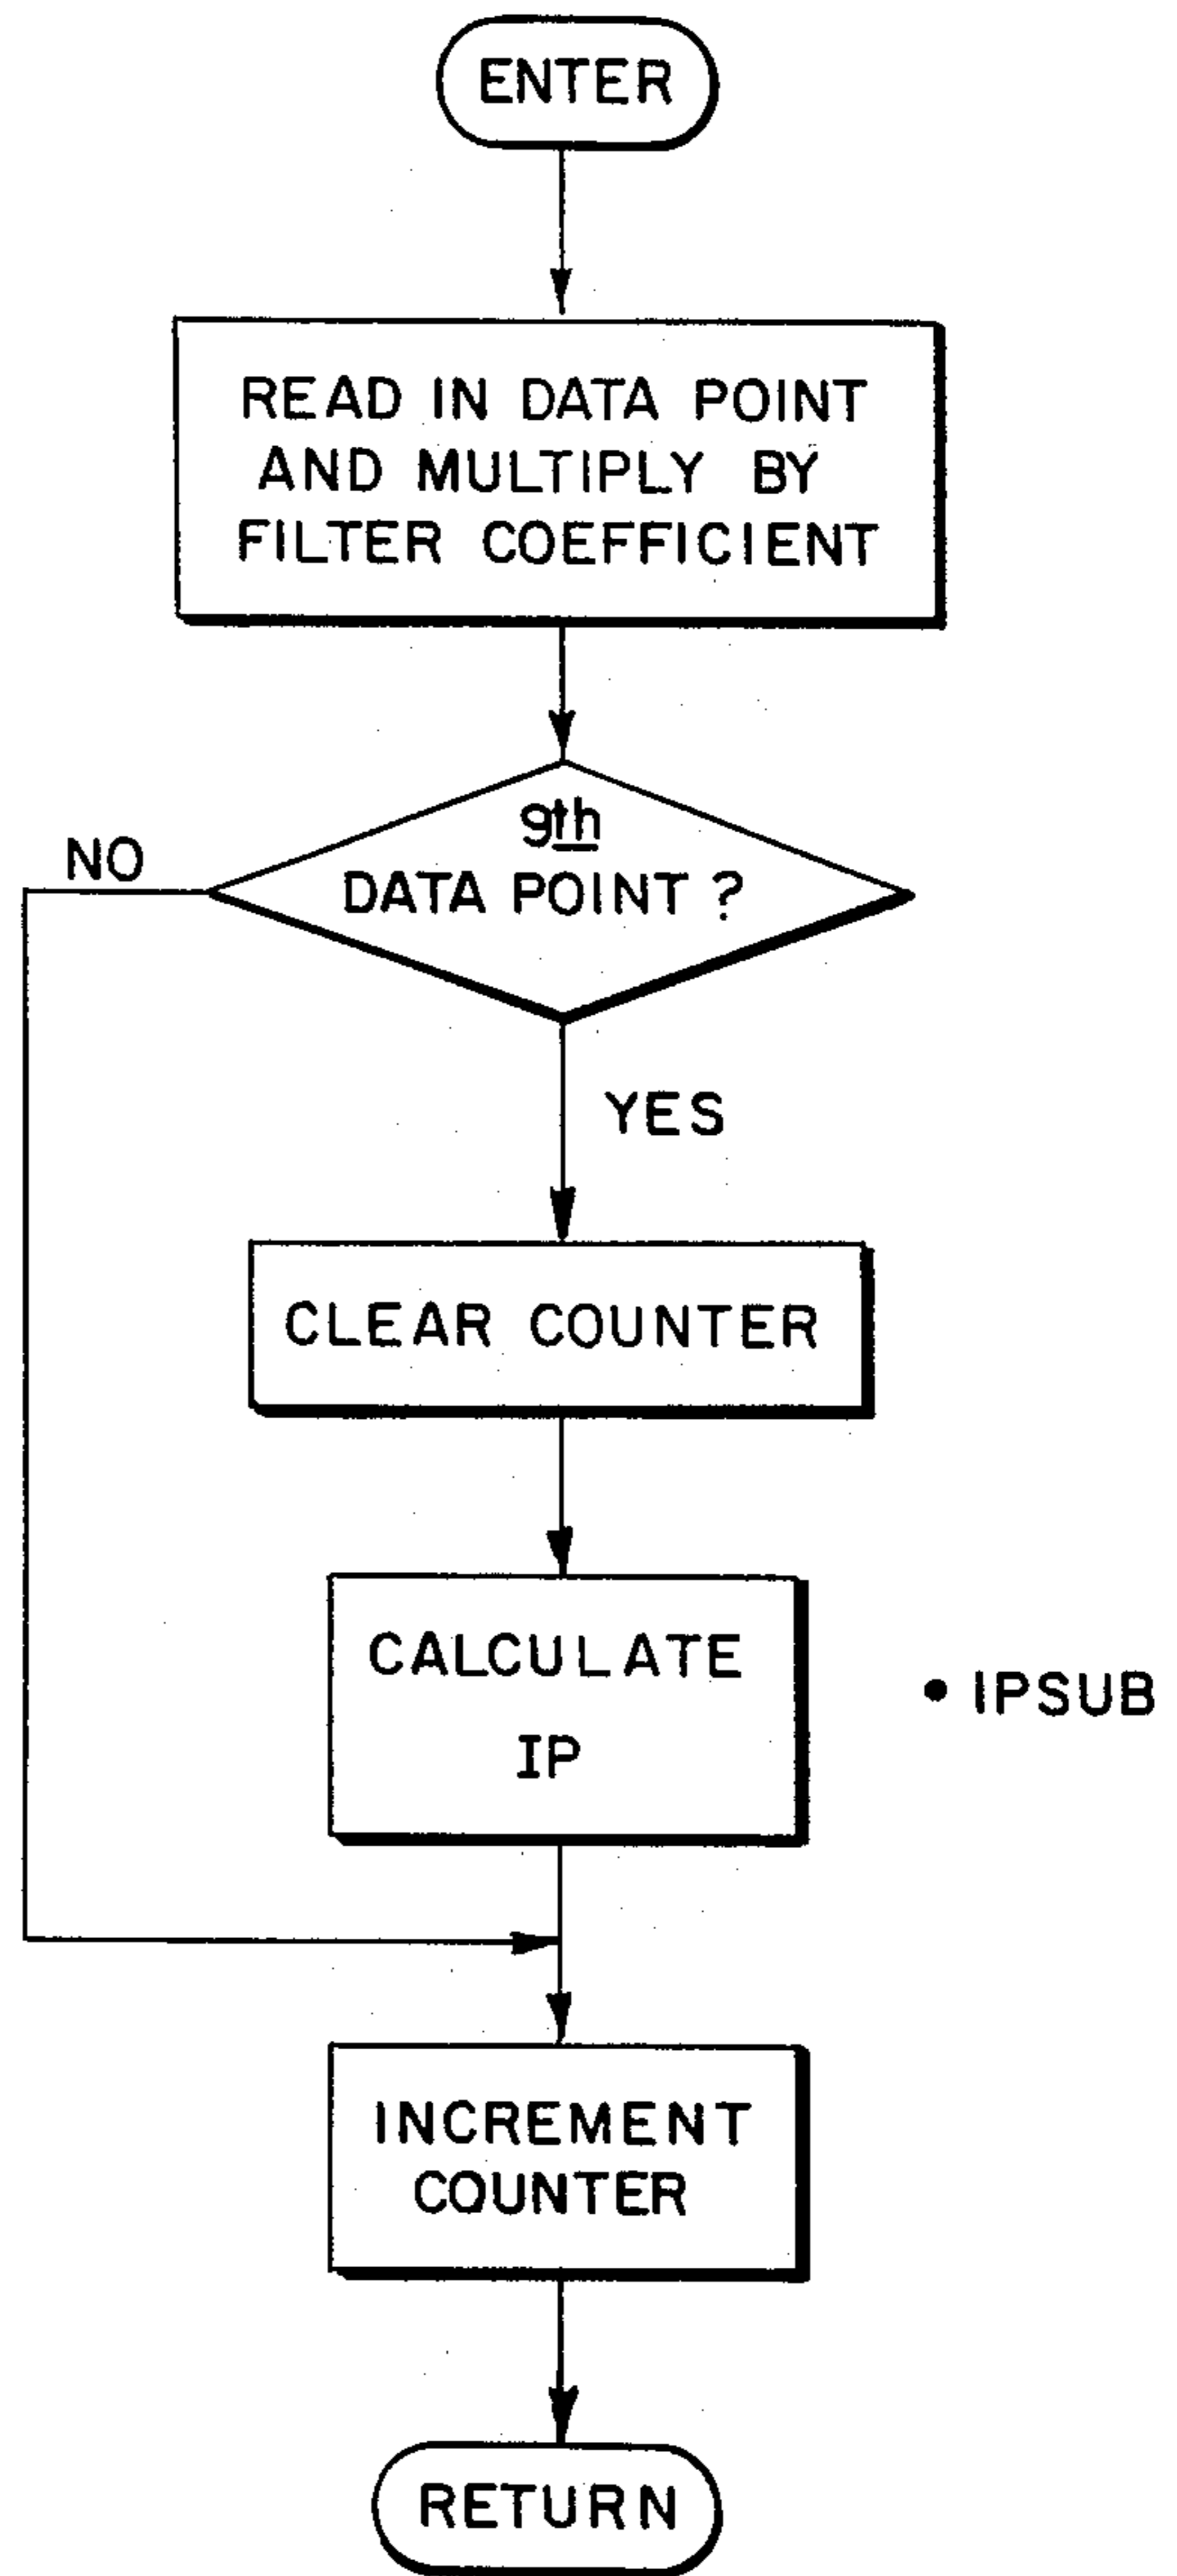 ENTER
READ IN DATA POINT
AND MULTIPLY BY
FILTER COEFFICIENT
9th
DATA POINT ?
NO
YES
CLEAR COUNTER
CALCULATE
IP
• IPSUB
INCREMENT
COUNTER
RETURN